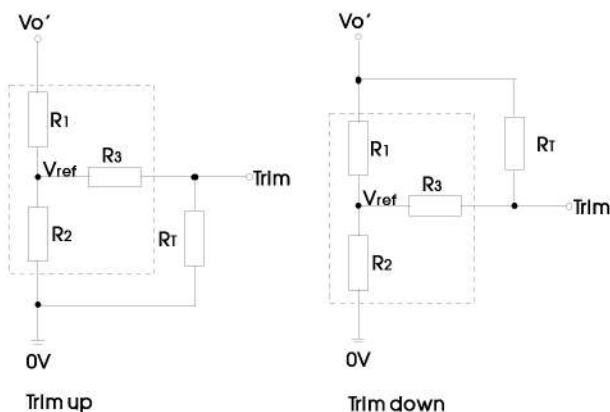 Vo'
R1
Vref
R3
Trim
R2
RT
0V
Trim up
Vo'
R1
RT
Vref
R3
Trim
R2
0V
Trim down